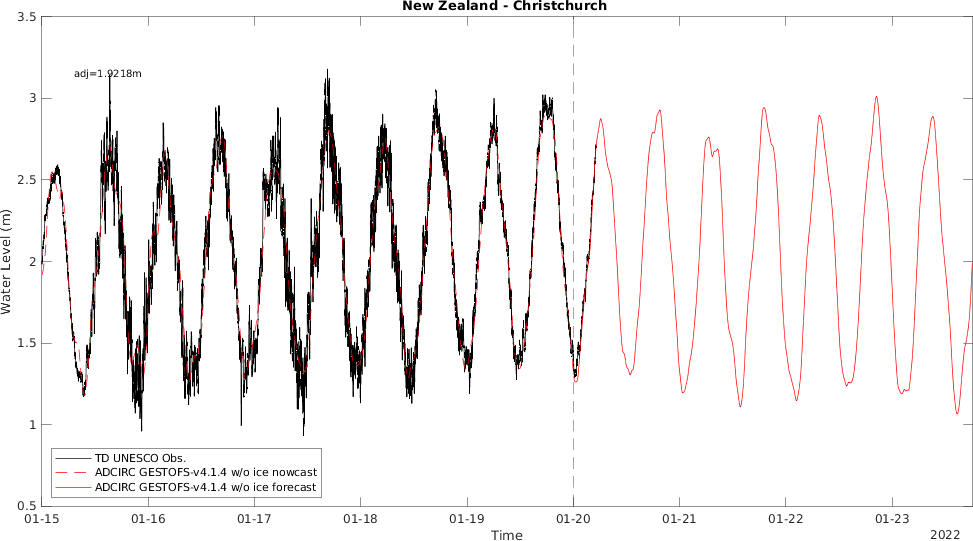 New Zealand - Christchurch
3.5
adj=1.9218m
3
2.5
2
1.5
1
0.5
Water Level (m)
TD UNESCO Obs.
ADCIRC GESTOFS-v4.1.4 w/o ice nowcast
ADCIRC GESTOFS-v4.1.4 w/o ice forecast
01-15 01-16 01-17 01-18 01-19 01-20 01-21 01-22 01-23
Time
2022